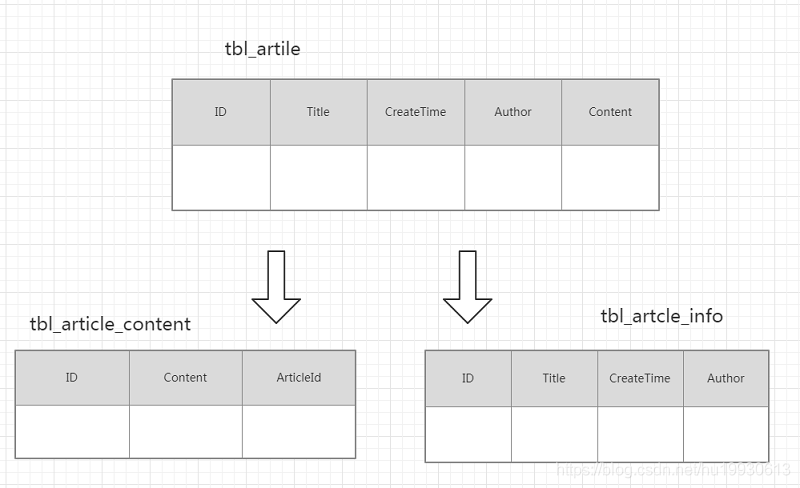 tbl_artile
ID Title CreateTime Author Content
tbl_article_content
tbl_artcle_info
ID Content ArticleId
ID Title CreateTime Author
https://blog.csdn.net/hu19930613